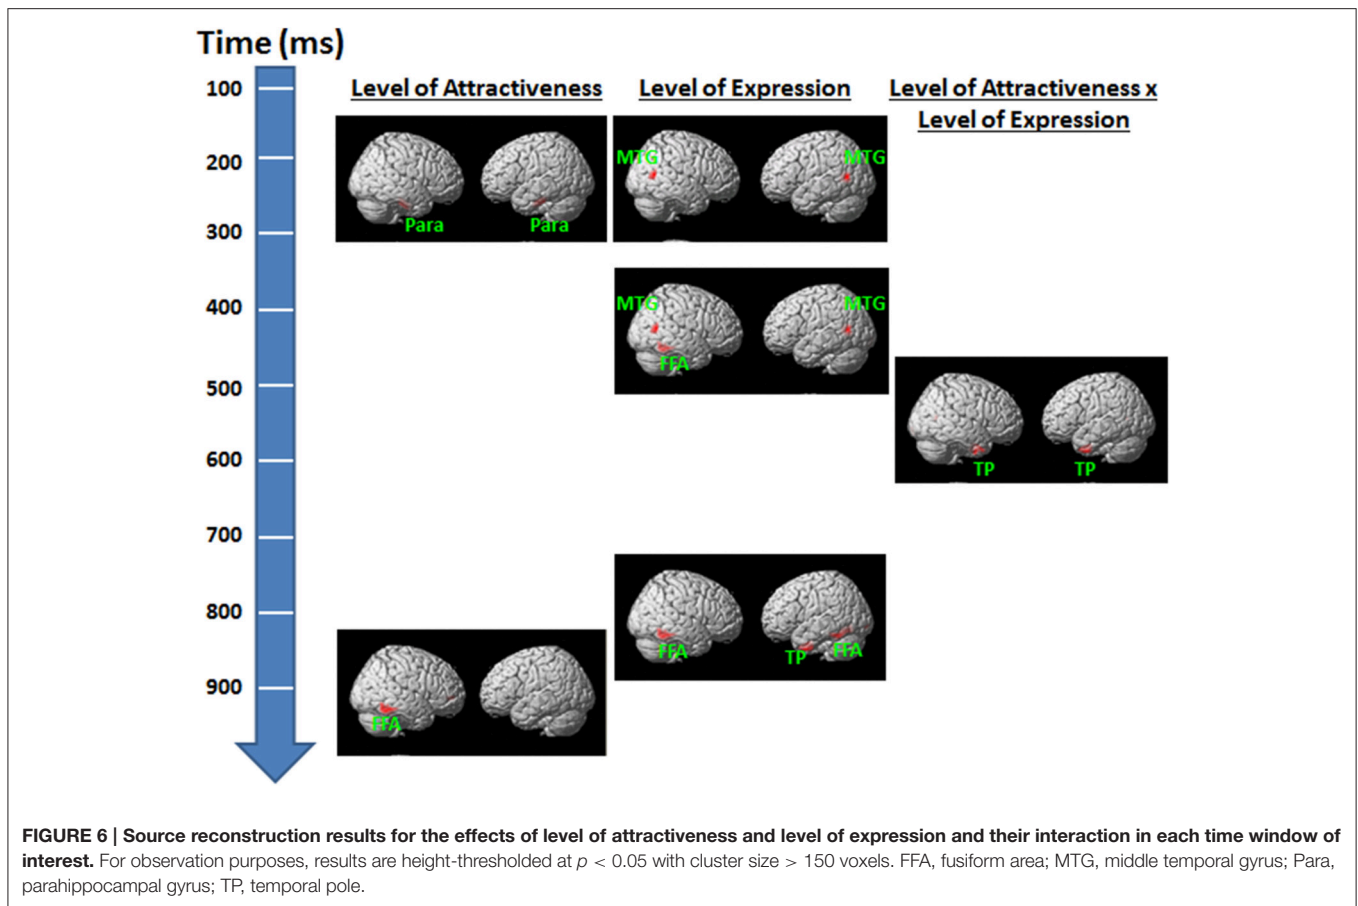 Time (ms)
Level of Attractiveness
Level of Expression
Level of Attractiveness x
Level of Expression
100
200
300
400
500
600
700
800
900
Para
Para
MTG
MTG
MTG
MTG
FFA
TP
TP
FFA
TP
FFA
FFA
FIGURE 6 | Source reconstruction results for the effects of level of attractiveness and level of expression and their interaction in each time window of
interest. For observation purposes, results are height-thresholded at p < 0.05 with cluster size > 150 voxels. FFA, fusiform area; MTG, middle temporal gyrus; Para,
parahippocampal gyrus; TP, temporal pole.